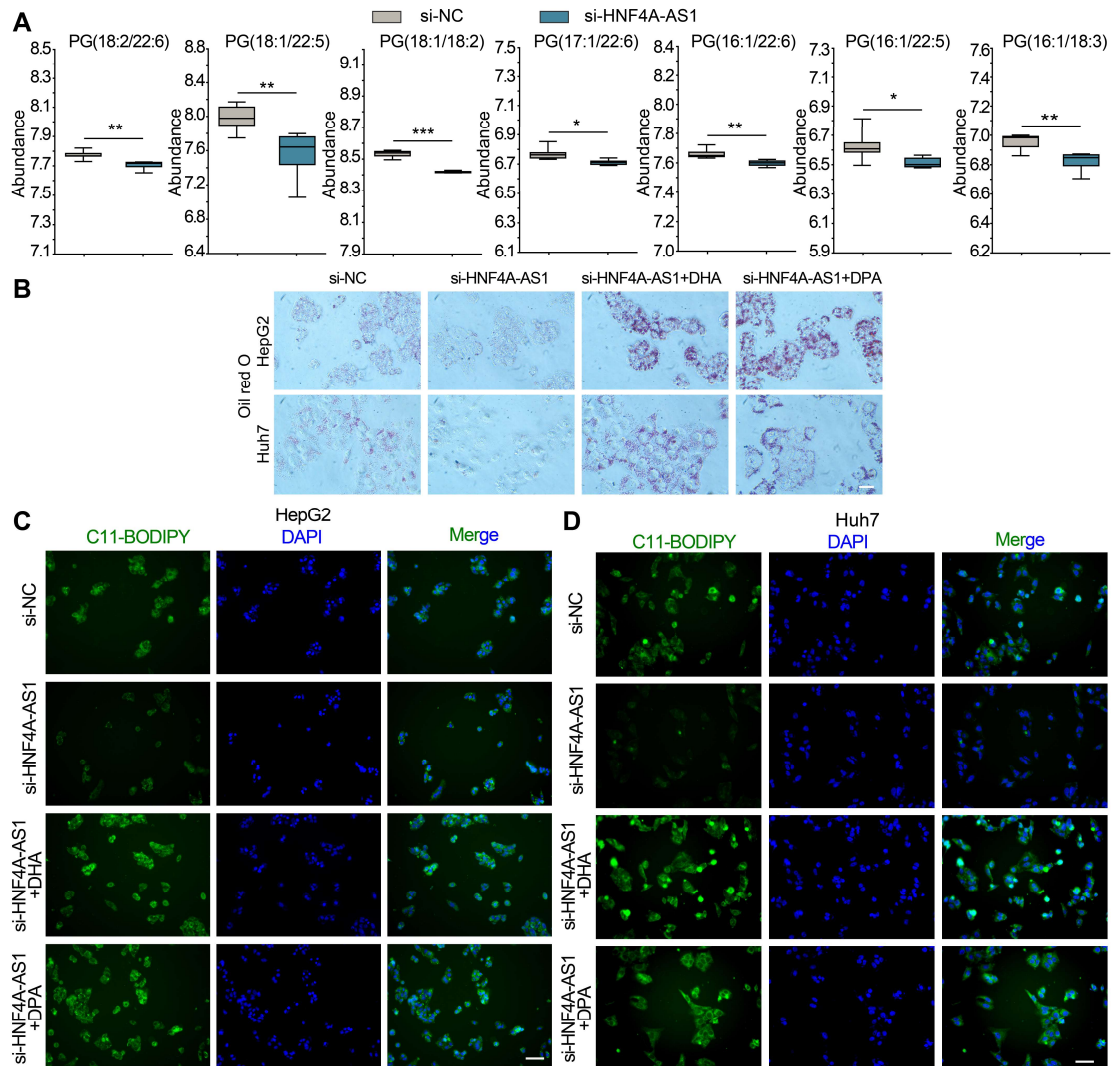 A
si-NC
si-HNF4A-AS1
PG(18:2/22:6)
Abundance
8.5
8.3
8.1
7.9
7.7
7.5
7.3
7.1
**
PG(18:1/22:5)
Abundance
8.8
8.4
8.0
7.6
7.2
6.8
6.4
**
PG(18:1/18:2)
Abundance
9.1
8.9
8.7
8.5
8.3
8.1
7.9
***
PG(17:1/22:6)
Abundance
7.5
7.3
7.1
6.9
6.7
6.5
6.3
6.1
*
PG(16:1/22:6)
Abundance
8.4
8.2
8.0
7.8
7.6
7.4
7.2
7.0
**
PG(16:1/22:5)
Abundance
7.3
7.1
6.9
6.7
6.5
6.3
6.1
5.9
*
PG(16:1/18:3)
Abundance
7.6
7.4
7.2
7.0
6.8
6.6
6.4
6.2
**
B
si-NC
si-HNF4A-AS1
si-HNF4A-AS1+DHA
si-HNF4A-AS1+DPA
Oil red O
HepG2
Huh7
C
HepG2
C11-BODIPY
DAPI
Merge
si-NC
si-HNF4A-AS1
si-HNF4A-AS1
+DHA
si-HNF4A-AS1
+DPA
D
Huh7
C11-BODIPY
DAPI
Merge
si-NC
si-HNF4A-AS1
si-HNF4A-AS1
+DHA
si-HNF4A-AS1
+DPA